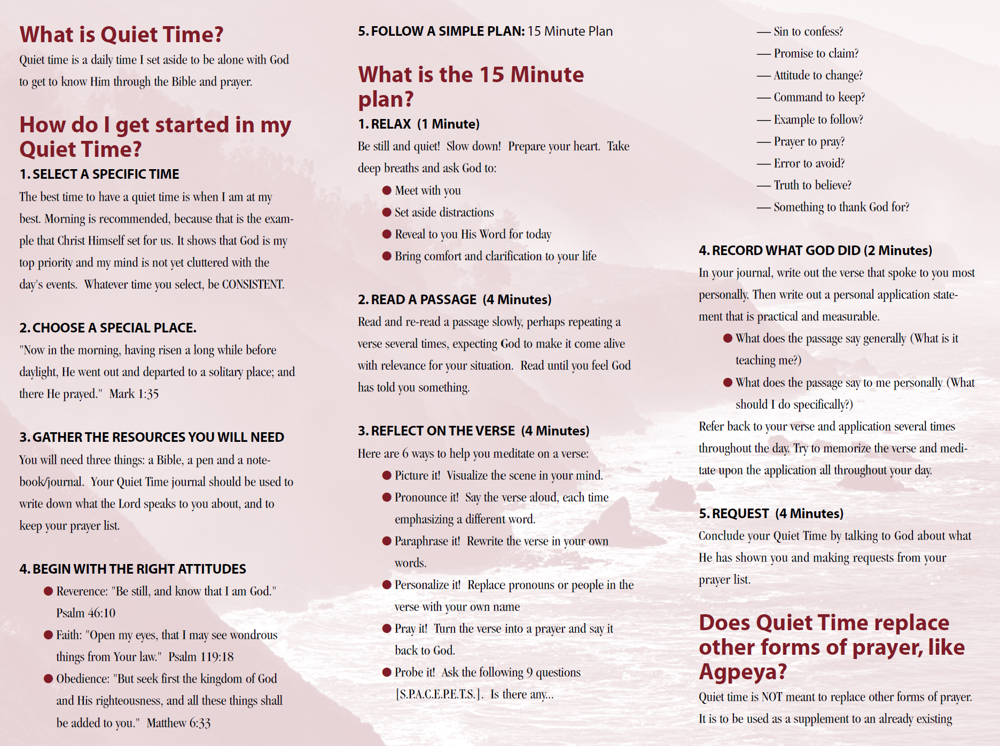 What is Quiet Time?
Quiet time is a daily time I set aside to be alone with God
to get to know Him through the Bible and prayer.
How do I get started in my
Quiet Time?
1. SELECT A SPECIFIC TIME
The best time to have a quiet time is when I am at my
best. Morning is recommended, because that is the exam-
ple that Christ Himself set for us. It shows that God is my
top priority and my mind is not yet cluttered with the
day's events.  Whatever time you select, be CONSISTENT.
2. CHOOSE A SPECIAL PLACE.
"Now in the morning, having risen a long while before
daylight, He went out and departed to a solitary place; and
there He prayed."  Mark 1:35
3. GATHER THE RESOURCES YOU WILL NEED
You will need three things: a Bible, a pen and a note-
book/journal.  Your Quiet Time journal should be used to
write down what the Lord speaks to you about, and to
keep your prayer list.
4. BEGIN WITH THE RIGHT ATTITUDES
● Reverence: "Be still, and know that I am God."
Psalm 46:10
● Faith: "Open my eyes, that I may see wondrous
things from Your law."  Psalm 119:18
● Obedience: "But seek first the kingdom of God
and His righteousness, and all these things shall
be added to you."  Matthew 6:33
5. FOLLOW A SIMPLE PLAN: 15 Minute Plan
What is the 15 Minute
plan?
1. RELAX  (1 Minute)
Be still and quiet!  Slow down!  Prepare your heart.  Take
deep breaths and ask God to:
● Meet with you
● Set aside distractions
● Reveal to you His Word for today
● Bring comfort and clarification to your life
2. READ A PASSAGE  (4 Minutes)
Read and re-read a passage slowly, perhaps repeating a
verse several times, expecting God to make it come alive
with relevance for your situation.  Read until you feel God
has told you something.
3. REFLECT ON THE VERSE  (4 Minutes)
Here are 6 ways to help you meditate on a verse:
● Picture it!  Visualize the scene in your mind.
● Pronounce it!  Say the verse aloud, each time
emphasizing a different word.
● Paraphrase it!  Rewrite the verse in your own
words.
● Personalize it!  Replace pronouns or people in the
verse with your own name
● Pray it!  Turn the verse into a prayer and say it
back to God.
● Probe it!  Ask the following 9 questions
[S.P.A.C.E.P.E.T.S.].  Is there any...
— Sin to confess?
— Promise to claim?
— Attitude to change?
— Command to keep?
— Example to follow?
— Prayer to pray?
— Error to avoid?
— Truth to believe?
— Something to thank God for?
4. RECORD WHAT GOD DID (2 Minutes)
In your journal, write out the verse that spoke to you most
personally. Then write out a personal application state-
ment that is practical and measurable.
● What does the passage say generally (What is it
teaching me?)
● What does the passage say to me personally (What
should I do specifically?)
Refer back to your verse and application several times
throughout the day. Try to memorize the verse and medi-
tate upon the application all throughout your day.
5. REQUEST  (4 Minutes)
Conclude your Quiet Time by talking to God about what
He has shown you and making requests from your
prayer list.
Does Quiet Time replace
other forms of prayer, like
Agpeya?
Quiet time is NOT meant to replace other forms of prayer.
It is to be used as a supplement to an already existing